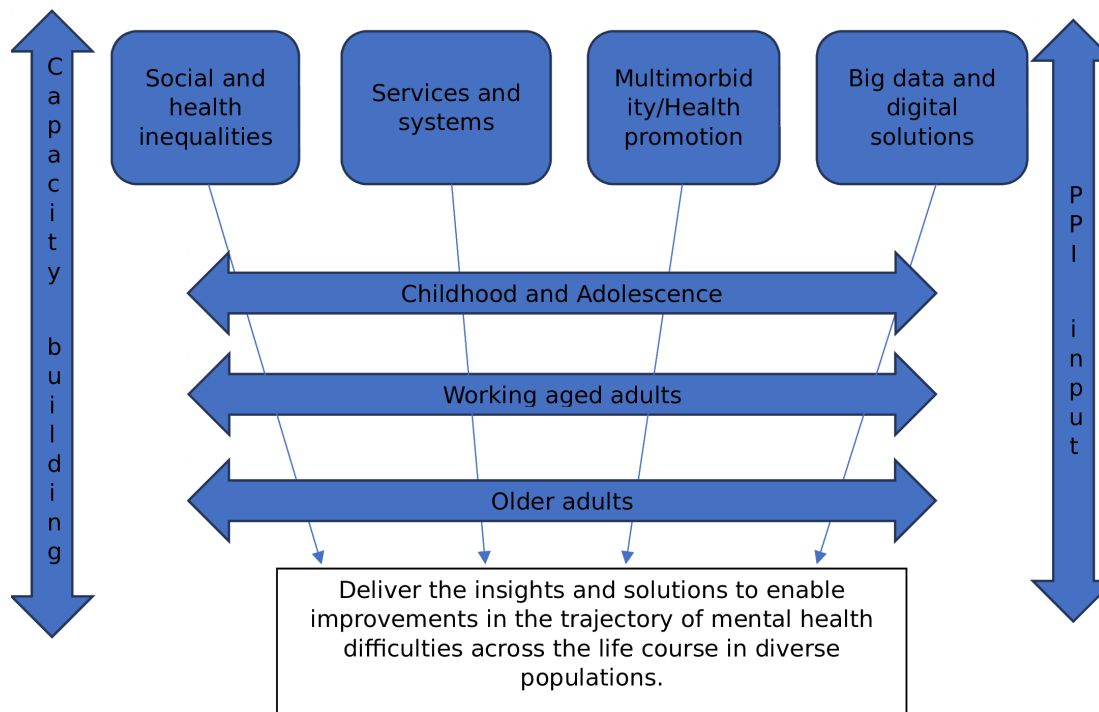 Capacity building
Social and
health
inequalities
Services and
systems
Multimorbid
ity/Health
promotion
Big data and
digital
solutions
PPI input
Childhood and Adolescence
Working aged adults
Older adults
Deliver the insights and solutions to enable
improvements in the trajectory of mental health
difficulties across the life course in diverse
populations.